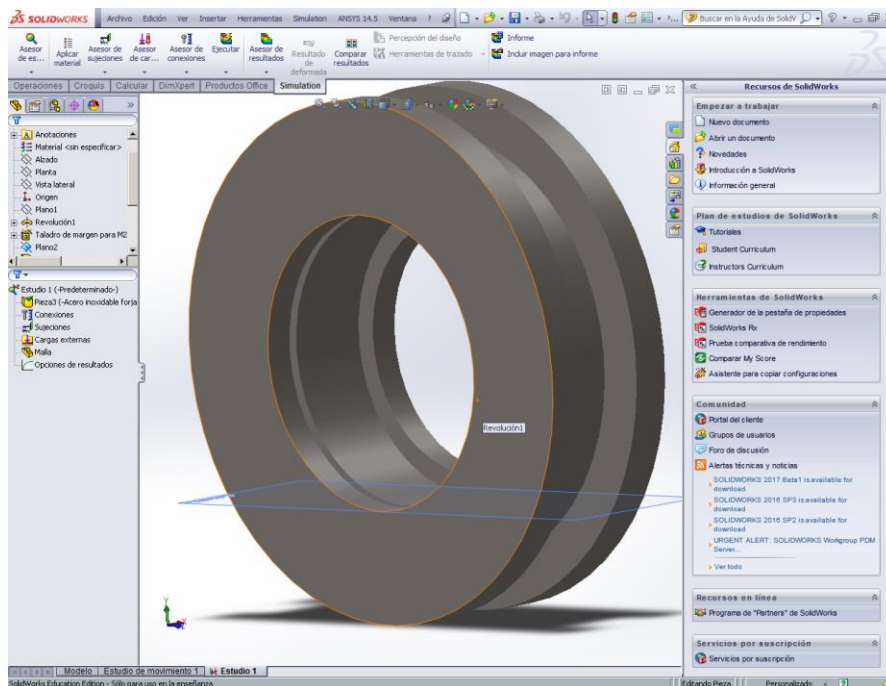 SOLIDWORKS
Archivo Edición Ver Insertar Herramientas Simulation ANSYS 14.5 Ventana ?
Buscar en la Ayuda de SolidW
Asesor de es...
Aplicar material
Asesor de sujeciones
Asesor de car...
Asesor de conexiones
Ejecutar
Asesor de resultados
Resultado de deformada
Comparar resultados
Percepción del diseño
Herramientas de trazado
Informe
Incluir imagen para informe
Operaciones Croquis Calcular DimXpert Productos Office Simulation
Anotaciones
Material <sin especificar>
Alzado
Planta
Vista lateral
Origen
Plano1
Revolución1
Taladro de margen para M2
Plano2
Estudio 1 (-Predeterminado-)
Pieza3 (-Acero inoxidable forja
Conexiones
Sujeciones
Cargas externas
Malla
Opciones de resultados
Revolución1
Recursos de SolidWorks
Empezar a trabajar
Nuevo documento
Abrir un documento
Novedades
Introducción a SolidWorks
Información general
Plan de estudios de SolidWorks
Tutoriales
Student Curriculum
Instructors Curriculum
Herramientas de SolidWorks
Generador de la pestaña de propiedades
SolidWorks Rx
Prueba comparativa de rendimiento
Comparar My Score
Asistente para copiar configuraciones
Comunidad
Portal del cliente
Grupos de usuarios
Foro de discusión
Alertas técnicas y noticias
SOLIDWORKS 2017 Beta1 is available for
download
SOLIDWORKS 2016 SP3 is available for
download
SOLIDWORKS 2016 SP2 is available for
download
URGENT ALERT: SOLIDWORKS Workgroup PDM
Server...
Ver todo
Recursos en línea
Programa de "Partners" de SolidWorks
Servicios por suscripción
Servicios por suscripción
Modelo Estudio de movimiento 1 Estudio 1
SolidWorks Education Edition - Sólo para uso en la enseñanza
Editando Pieza Personalizado